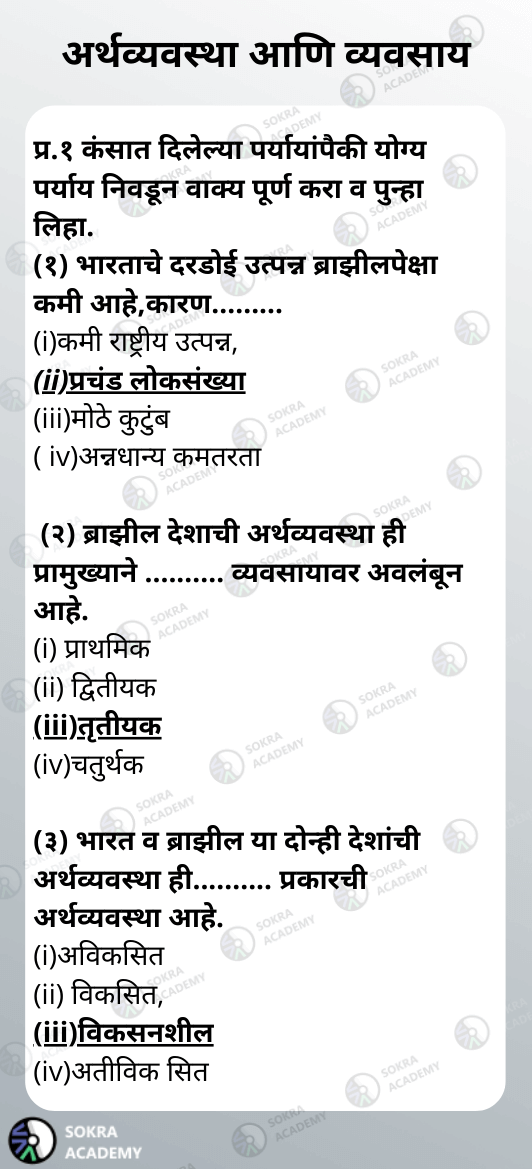 अर्थव्यवस्था आणि व्यवसाय
प्र.१ कंसात दिलेल्या पर्यायांपैकी योग्य
पर्याय निवडून वाक्य पूर्ण करा व पुन्हा
लिहा.
(१) भारताचे दरडोई उत्पन्न ब्राझीलपेक्षा
कमी आहे,कारण.........
(i)कमी राष्ट्रीय उत्पन्न,
(ii)प्रचंड लोकसंख्या
(iii)मोठे कुटुंब
( iv)अन्नधान्य कमतरता
(२) ब्राझील देशाची अर्थव्यवस्था ही
प्रामुख्याने .......... व्यवसायावर अवलंबून
आहे.
(i) प्राथमिक
(ii) द्वितीयक
(iii)तृतीयक
(iv)चतुर्थक
(३) भारत व ब्राझील या दोन्ही देशांची
अर्थव्यवस्था ही.......... प्रकारची
अर्थव्यवस्था आहे.
(i)अविकसित
(ii) विकसित,
(iii)विकसनशील
(iv)अतीविक सित
SOKRA
ACADEMY